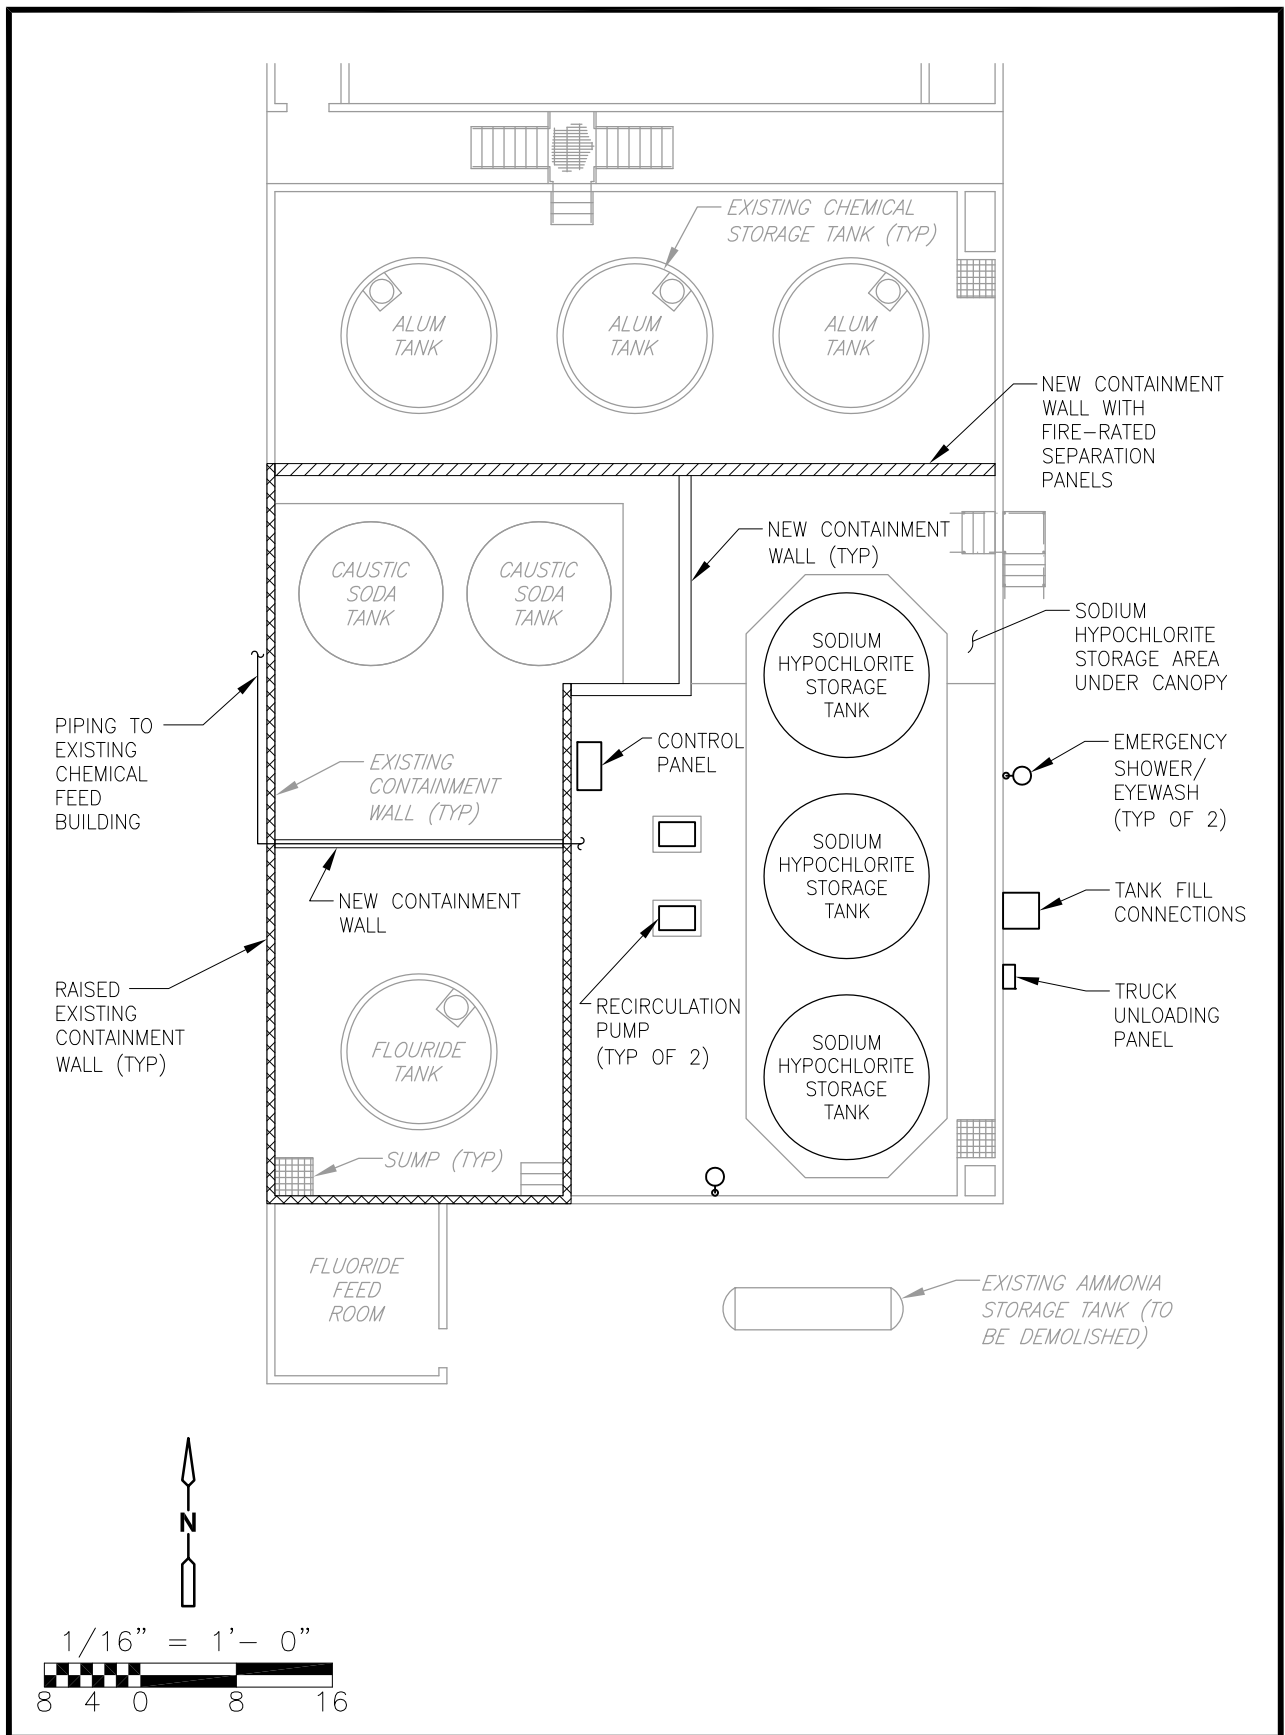 EXISTING CHEMICAL
STORAGE TANK (TYP)
ALUM
TANK
ALUM
TANK
ALUM
TANK
NEW CONTAINMENT
WALL WITH
FIRE-RATED
SEPARATION
PANELS
NEW CONTAINMENT
WALL (TYP)
CAUSTIC
SODA
TANK
CAUSTIC
SODA
TANK
SODIUM
HYPOCHLORITE
STORAGE AREA
UNDER CANOPY
SODIUM
HYPOCHLORITE
STORAGE
TANK
PIPING TO
EXISTING
CHEMICAL
FEED
BUILDING
EXISTING
CONTAINMENT
WALL (TYP)
CONTROL
PANEL
EMERGENCY
SHOWER/
EYEWASH
(TYP OF 2)
SODIUM
HYPOCHLORITE
STORAGE
TANK
NEW CONTAINMENT
WALL
TANK FILL
CONNECTIONS
RAISED
EXISTING
CONTAINMENT
WALL (TYP)
RECIRCULATION
PUMP
(TYP OF 2)
TRUCK
UNLOADING
PANEL
FLOURIDE
TANK
SODIUM
HYPOCHLORITE
STORAGE
TANK
SUMP (TYP)
FLUORIDE
FEED
ROOM
EXISTING AMMONIA
STORAGE TANK (TO
BE DEMOLISHED)
N
1/16" = 1'- 0"
8 4 0 8 16